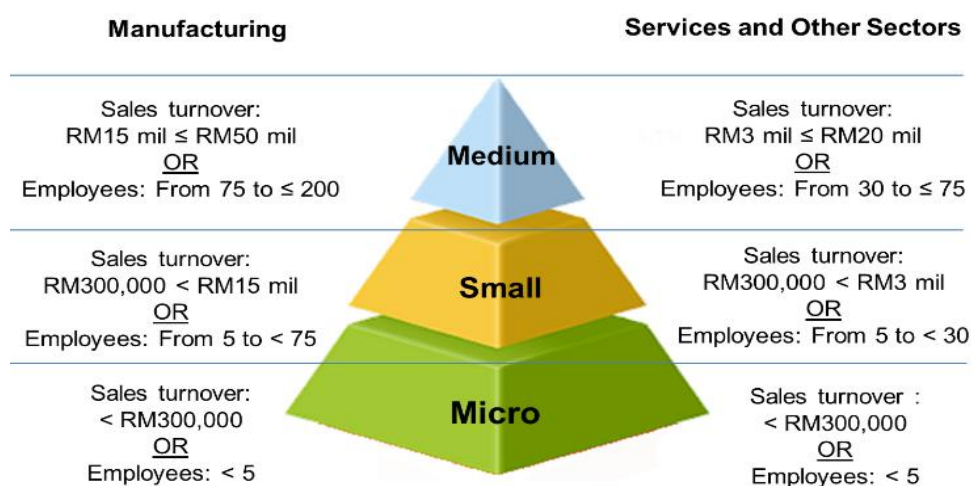 Manufacturing
Services and Other Sectors
Sales turnover:
RM15 mil ≤ RM50 mil
OR
Employees: From 75 to ≤ 200
Medium
Sales turnover:
RM3 mil ≤ RM20 mil
OR
Employees: From 30 to ≤ 75
Sales turnover:
RM300,000 < RM15 mil
OR
Employees: From 5 to < 75
Small
Sales turnover:
RM300,000 < RM3 mil
OR
Employees: From 5 to < 30
Sales turnover:
< RM300,000
OR
Employees: < 5
Micro
Sales turnover :
< RM300,000
OR
Employees: < 5